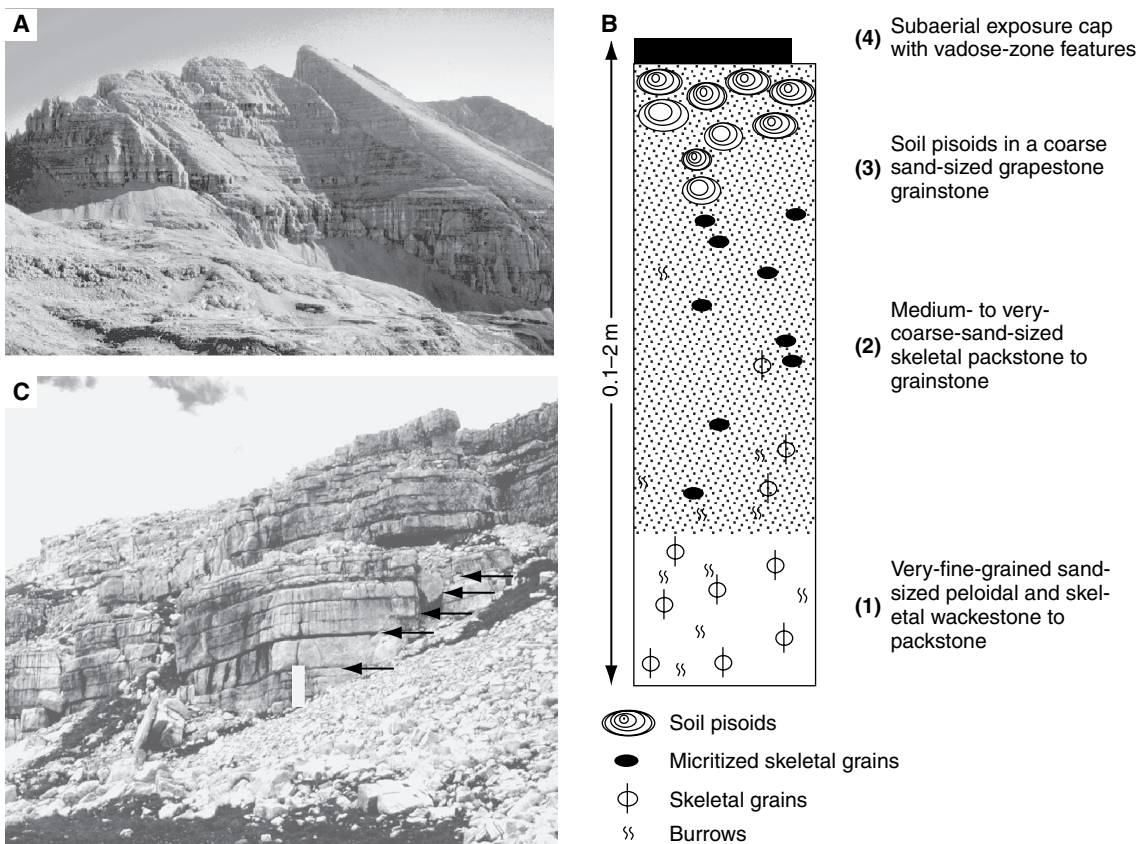 A
B
C
0.1–2 m
(4) Subaerial exposure cap
with vadose-zone features
(3) Soil pisoids in a coarse
sand-sized grapestone
grainstone
(2) Medium- to very-
coarse-sand-sized
skeletal packstone to
grainstone
(1) Very-fine-grained sand-
sized peloidal and skel-
etal wackestone to
packstone
Soil pisoids
Micritized skeletal grains
Skeletal grains
Burrows